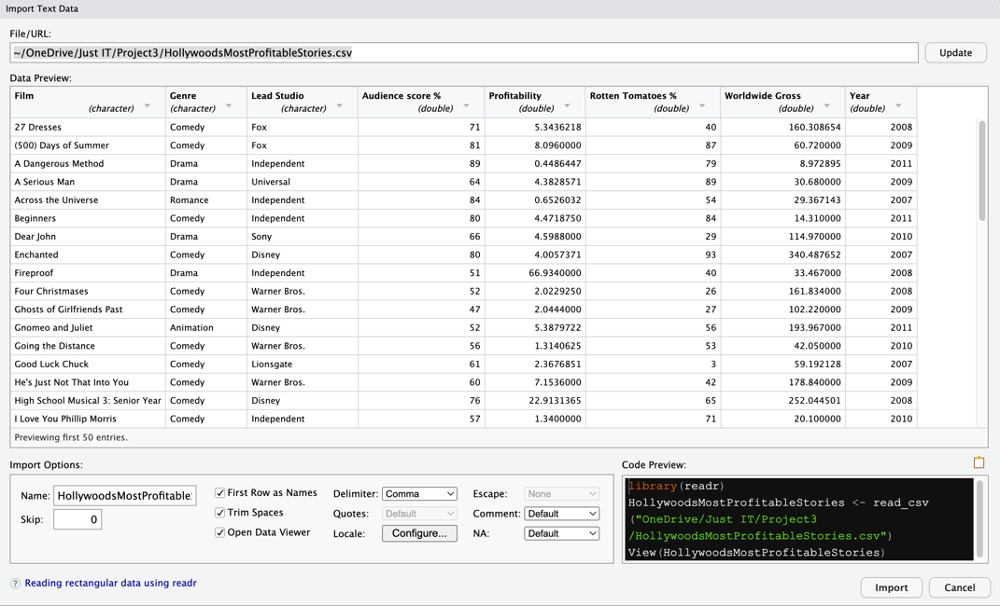 Import Text Data
File/URL:
~/OneDrive/Just IT/Project3/HollywoodsMostProfitableStories.csv Update
Data Preview:
Film Genre Lead Studio Audience score % Profitability Rotten Tomatoes % Worldwide Gross Year
(character) (character) (character) (double) (double) (double) (double) (double)
27 Dresses Comedy Fox 71 5.3436218 40 160.308654 2008
(500) Days of Summer Comedy Fox 81 8.0960000 87 60.720000 2009
A Dangerous Method Drama Independent 89 0.4486447 79 8.972895 2011
A Serious Man Drama Universal 64 4.3828571 89 30.680000 2009
Across the Universe Romance Independent 84 0.6526032 54 29.367143 2007
Beginners Comedy Independent 80 4.4718750 84 14.310000 2011
Dear John Drama Sony 66 4.5988000 29 114.970000 2010
Enchanted Comedy Disney 80 4.0057371 93 340.487652 2007
Fireproof Drama Independent 51 66.9340000 40 33.467000 2008
Four Christmases Comedy Warner Bros. 52 2.0229250 26 161.834000 2008
Ghosts of Girlfriends Past Comedy Warner Bros. 47 2.0444000 27 102.220000 2009
Gnomeo and Juliet Animation Disney 52 5.3879722 56 193.967000 2011
Going the Distance Comedy Warner Bros. 56 1.3140625 53 42.050000 2010
Good Luck Chuck Comedy Lionsgate 61 2.3676851 3 59.192128 2007
He's Just Not That Into You Comedy Warner Bros. 60 7.1536000 42 178.840000 2009
High School Musical 3: Senior Year Comedy Disney 76 22.9131365 65 252.044501 2008
I Love You Phillip Morris Comedy Independent 57 1.3400000 71 20.100000 2010
Previewing first 50 entries.
Import Options:
Name: HollywoodsMostProfitable
Skip: 0
First Row as Names
Trim Spaces
Open Data Viewer
Delimiter: Comma
Quotes: Default
Locale: Configure...
Escape: None
Comment: Default
NA: Default
Code Preview:
library(readr)
HollywoodsMostProfitableStories <- read_csv
("OneDrive/Just IT/Project3
/HollywoodsMostProfitableStories.csv")
View(HollywoodsMostProfitableStories)
? Reading rectangular data using readr
Import Cancel